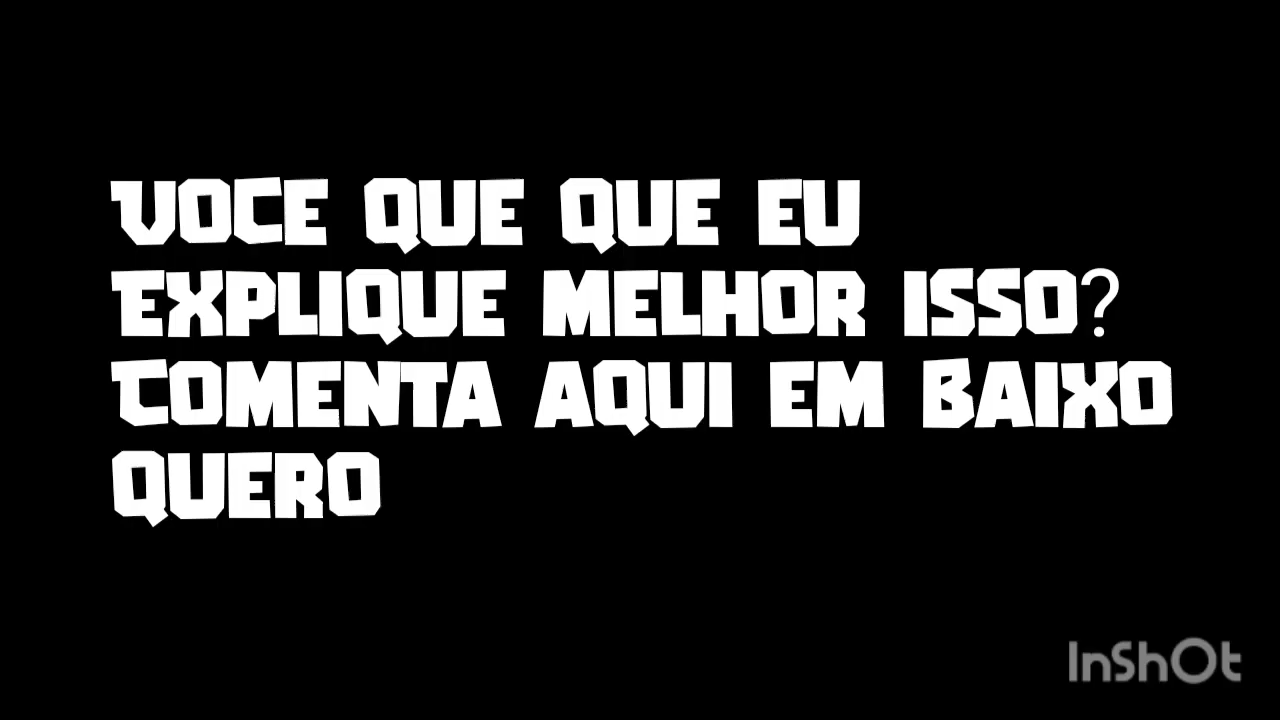 VOCE QUE QUE EU
EXPLIQUE MELHOR ISSO?
COMENTA AQUI EM BAIXO
QUERO
InShOt